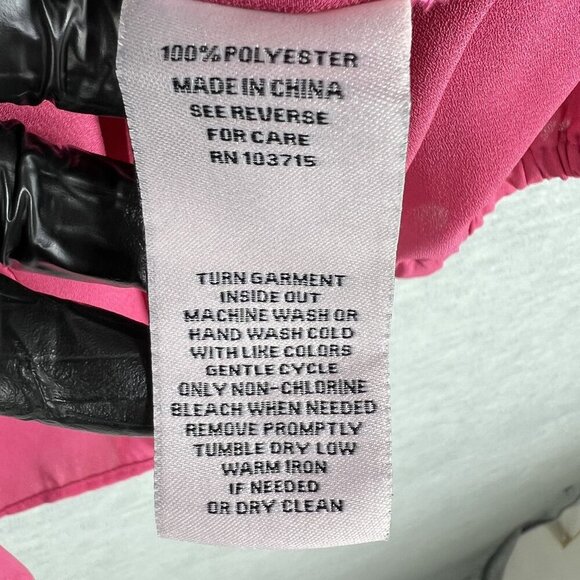 100% POLYESTER
MADE IN CHINA
SEE REVERSE
FOR CARE
RN 103715
TURN GARMENT
INSIDE OUT
MACHINE WASH OR
HAND WASH COLD
WITH LIKE COLORS
GENTLE CYCLE
ONLY NON-CHLORINE
BLEACH WHEN NEEDED
REMOVE PROMPTLY
TUMBLE DRY LOW
WARM IRON
IF NEEDED
OR DRY CLEAN